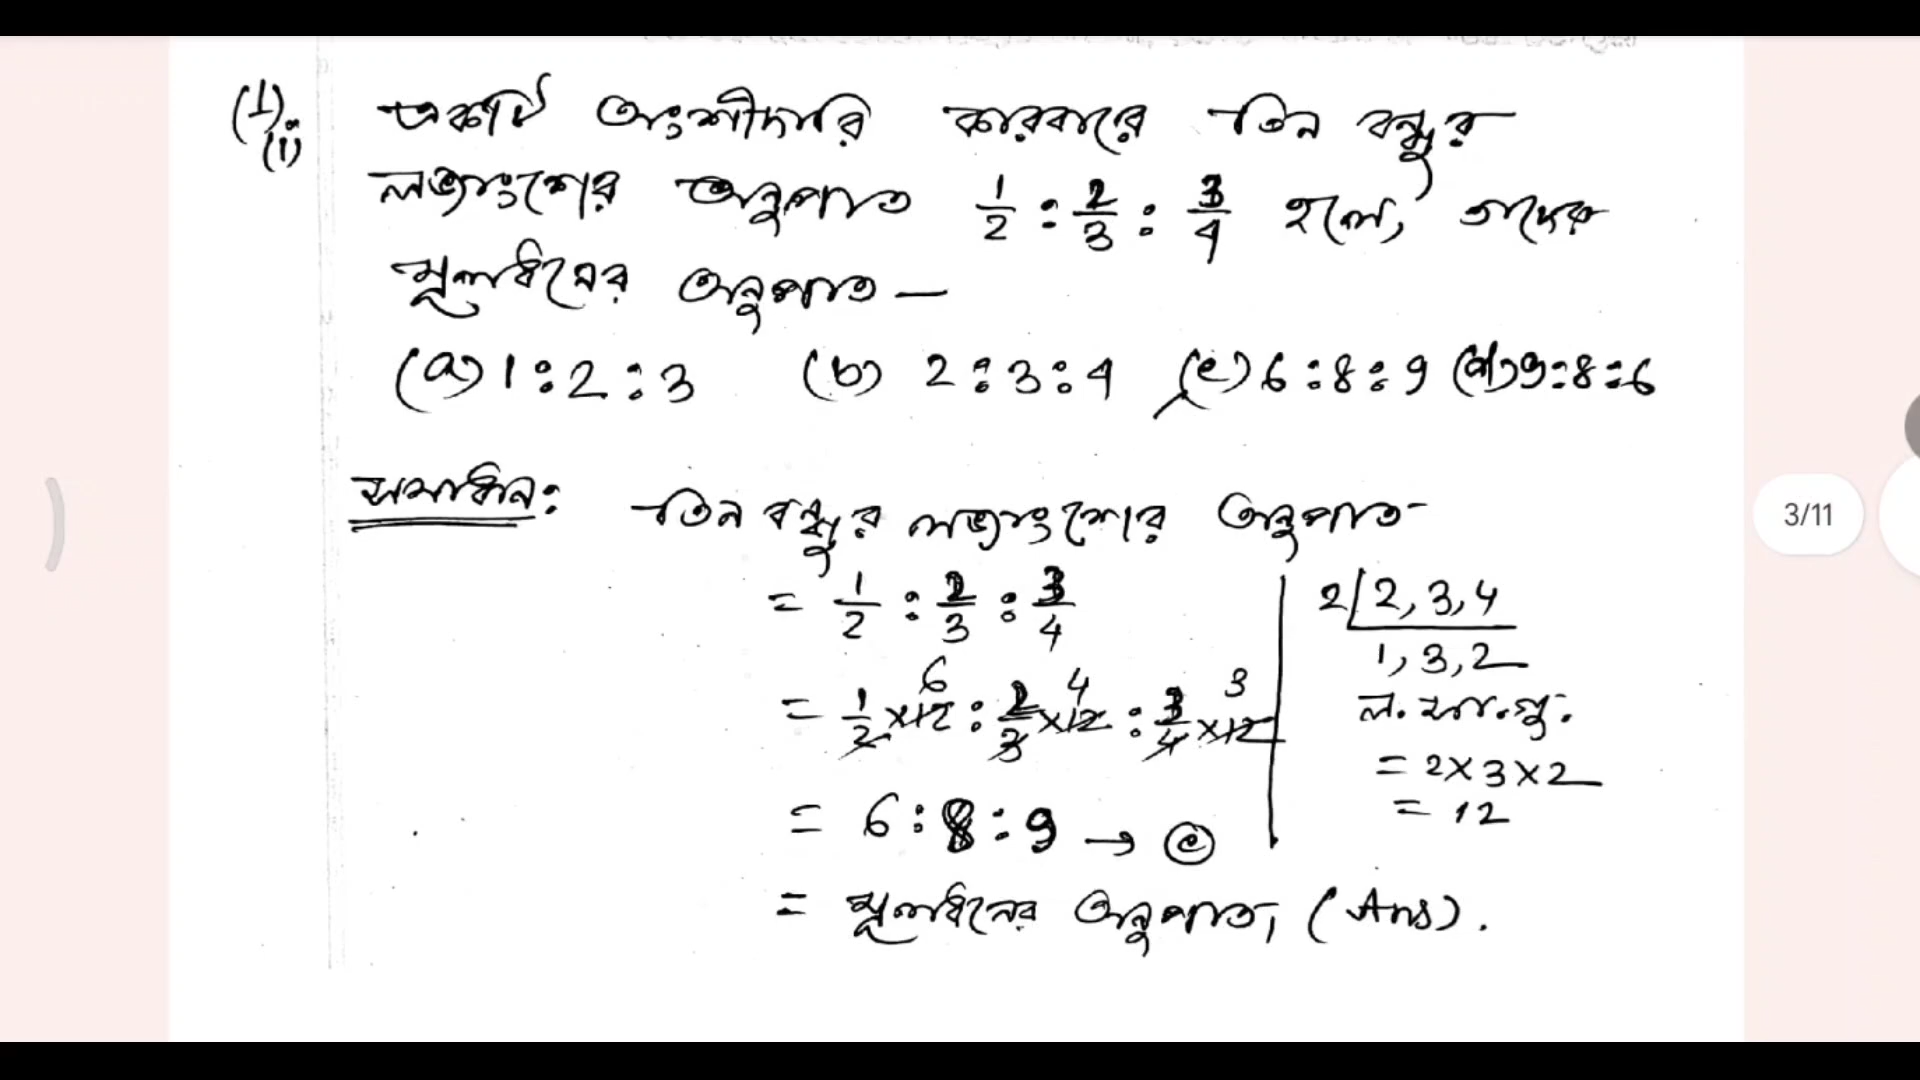 (1)(i) একটি অংশীদারি কারবারে তিন বন্ধুর
লভ্যাংশের অনুপাত 1/2 : 2/3 : 3/4 হলে, তাদের
মূলধনের অনুপাত —
(a) 1:2:3 (b) 2:3:4 (c) 6:8:9 (d) 9:8:6
সমাধান: তিন বন্ধুর লভ্যাংশের অনুপাত
= 1/2 : 2/3 : 3/4
= 1/2 × 12 : 2/3 × 12 : 3/4 × 12
6 4 3
= 6:8:9 → (c)
= মূলধনের অনুপাত, (Ans).
2 | 2, 3, 4
1, 3, 2
ল.সা.গু.
= 2×3×2
= 12
3/11